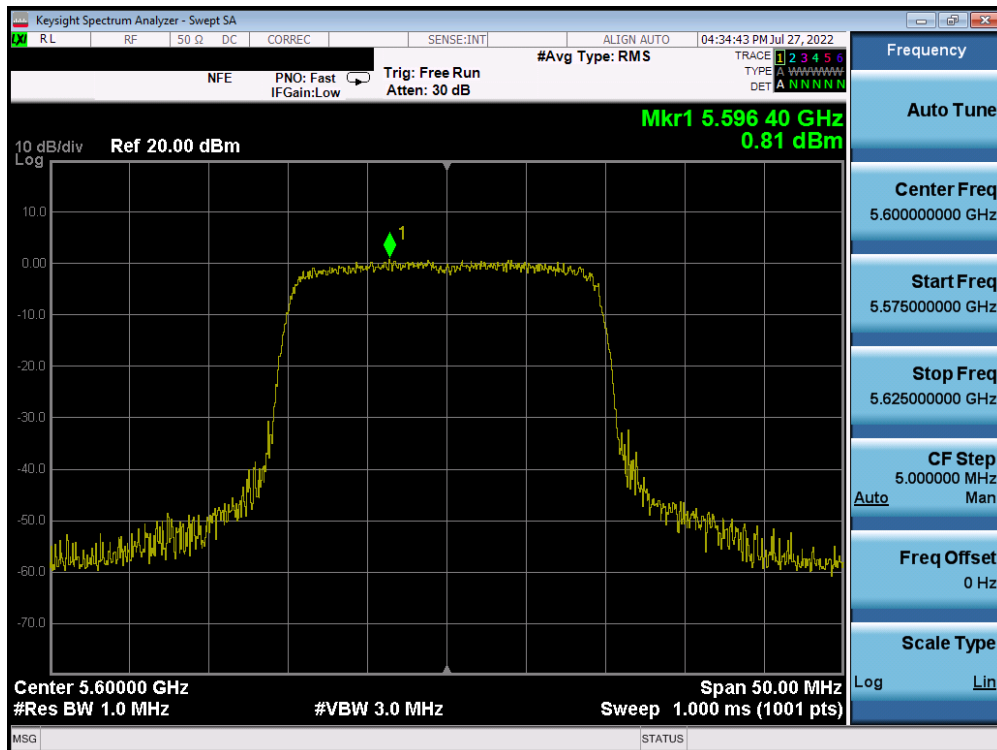 Keysight Spectrum Analyzer - Swept SA
LXI RL RF 50 Ω DC CORREC SENSE:INT ALIGN AUTO 04:34:43 PM Jul 27, 2022
NFE PNO: Fast Trig: Free Run #Avg Type: RMS TRACE 1 2 3 4 5 6
IFGain:Low Atten: 30 dB TYPE A WWWWW
DET A N N N N N
Mkr1 5.596 40 GHz
0.81 dBm
10 dB/div Ref 20.00 dBm
Log
1
10.0
0.00
-10.0
-20.0
-30.0
-40.0
-50.0
-60.0
-70.0
Center 5.60000 GHz Span 50.00 MHz
#Res BW 1.0 MHz #VBW 3.0 MHz Sweep 1.000 ms (1001 pts)
MSG STATUS
Frequency
Auto Tune
Center Freq
5.600000000 GHz
Start Freq
5.575000000 GHz
Stop Freq
5.625000000 GHz
CF Step
5.000000 MHz
Auto Man
Freq Offset
0 Hz
Scale Type
Log Lin